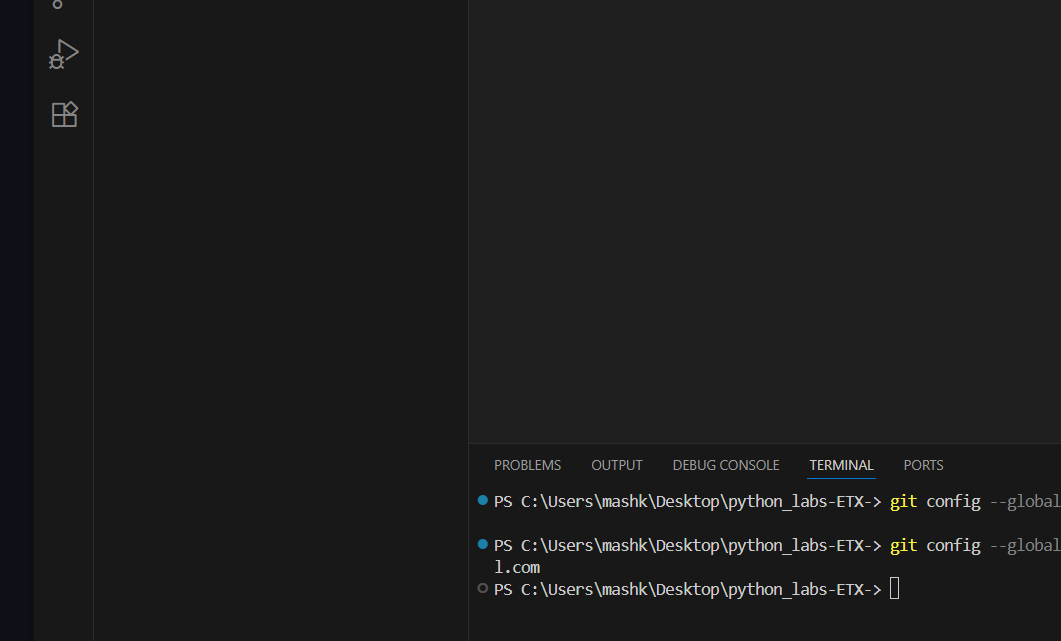 PROBLEMS OUTPUT DEBUG CONSOLE TERMINAL PORTS
PS C:\Users\mashk\Desktop\python_labs-ETX-> git config --global
PS C:\Users\mashk\Desktop\python_labs-ETX-> git config --global
l.com
PS C:\Users\mashk\Desktop\python_labs-ETX->